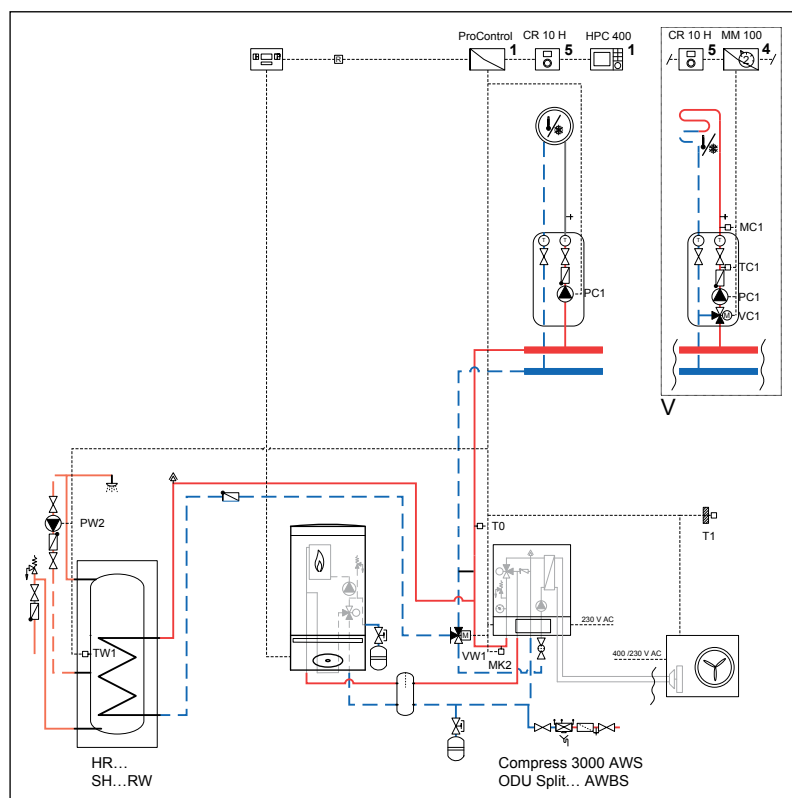 ProControl
1
CR 10 H
5
HPC 400
1
CR 10 H
5
MM 100
4
2
R
T
T
T
T
MC1
TC1
PC1
PC1
M
VC1
V
PW2
T0
T1
TW1
M
VW1
MK2
230 V AC
400 /230 V AC
HR...
SH...RW
Compress 3000 AWS
ODU Split... AWBS